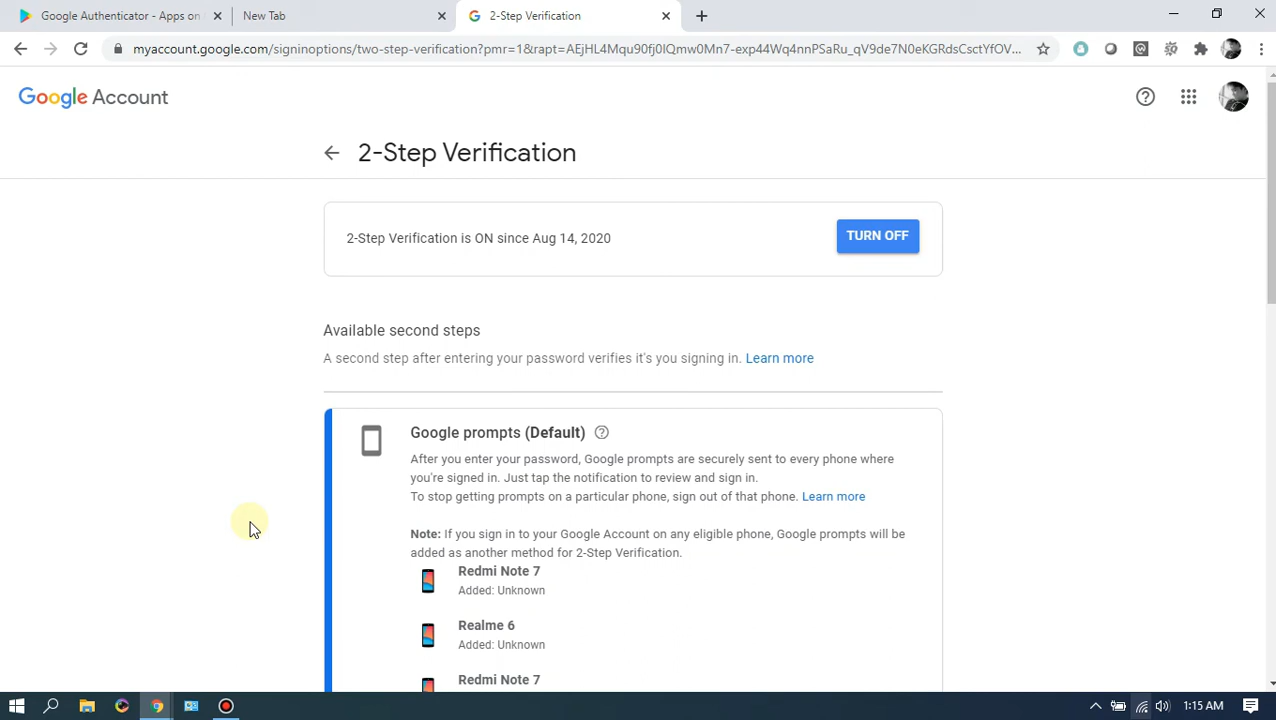 Google Authenticator - Apps on
New Tab
2-Step Verification
myaccount.google.com/signinoptions/two-step-verification?pmr=1&rapt=AEjHL4Mqu90fj0IQmw0Mn7-exp44Wq4nnPSaRu_qV9de7N0eKGRdsCsctYfOV...
Google Account
2-Step Verification
2-Step Verification is ON since Aug 14, 2020
TURN OFF
Available second steps
A second step after entering your password verifies it's you signing in. Learn more
Google prompts (Default)
After you enter your password, Google prompts are securely sent to every phone where
you're signed in. Just tap the notification to review and sign in.
To stop getting prompts on a particular phone, sign out of that phone. Learn more
Note: If you sign in to your Google Account on any eligible phone, Google prompts will be
added as another method for 2-Step Verification.
Redmi Note 7
Added: Unknown
Realme 6
Added: Unknown
Redmi Note 7
1:15 AM